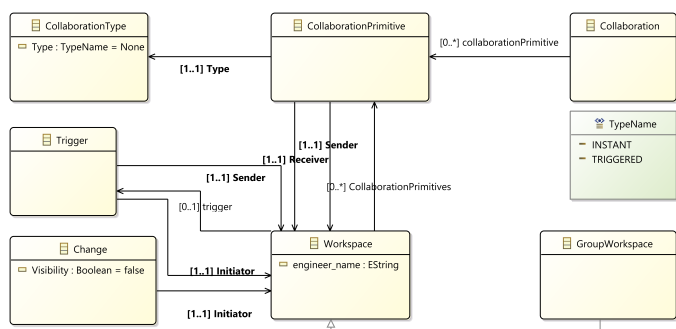 CollaborationType
Type : TypeName = None
CollaborationPrimitive
Collaboration
[0..*] collaborationPrimitive
[1..1] Type
TypeName
INSTANT
TRIGGERED
Trigger
[1..1] Sender
[1..1] Receiver
[1..1] Sender
[0..*] CollaborationPrimitives
[0..1] trigger
Change
Visibility : Boolean = false
Workspace
engineer_name : EString
GroupWorkspace
[1..1] Initiator
[1..1] Initiator